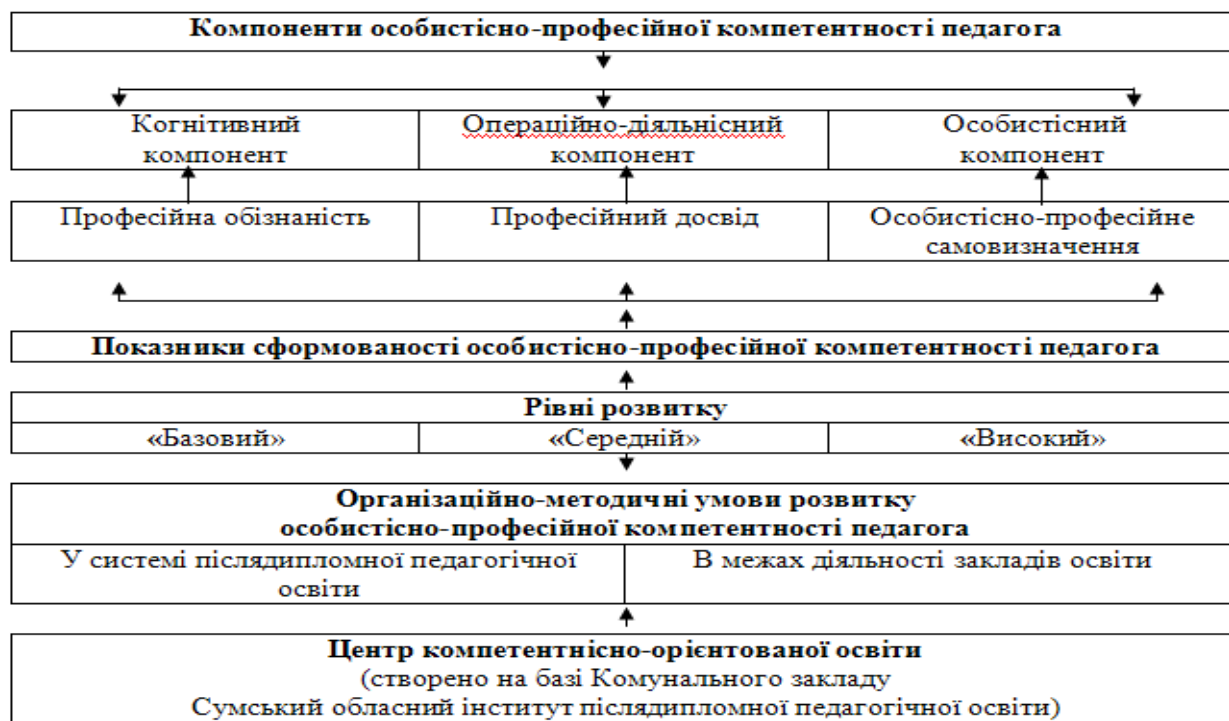 Компоненти особистісно-професійної компетентності педагога
Когнітивний
компонент
Операційно-діяльнісний
компонент
Особистісний
компонент
Професійна обізнаність
Професійний досвід
Особистісно-професійне
самовизначення
Показники сформованості особистісно-професійної компетентності педагога
Рівні розвитку
«Базовий»
«Середній»
«Високий»
Організаційно-методичні умови розвитку
особистісно-професійної компетентності педагога
У системі післядипломної педагогічної
освіти
В межах діяльності закладів освіти
Центр компетентнісно-орієнтованої освіти
(створено на базі Комунального закладу
Сумський обласний інститут післядипломної педагогічної освіти)